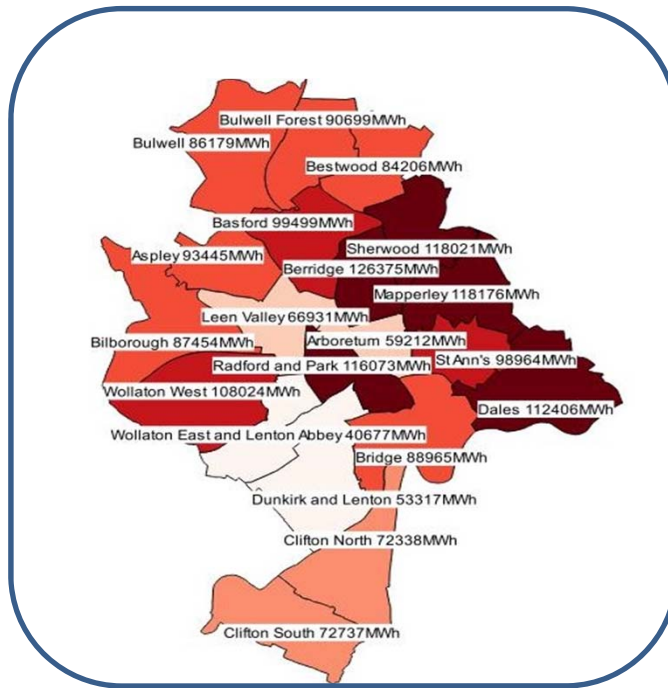 Bulwell Forest 90699MWh
Bulwell 86179MWh
Bestwood 84206MWh
Basford 99499MWh
Sherwood 118021MWh
Aspley 93445MWh
Berridge 126375MWh
Mapperley 118176MWh
Leen Valley 66931MWh
Bilborough 87454MWh
Arboretum 59212MWh
St Ann's 98964MWh
Radford and Park 116073MWh
Wollaton West 108024MWh
Dales 112406MWh
Wollaton East and Lenton Abbey 40677MWh
Bridge 88965MWh
Dunkirk and Lenton 53317MWh
Clifton North 72338MWh
Clifton South 72737MWh